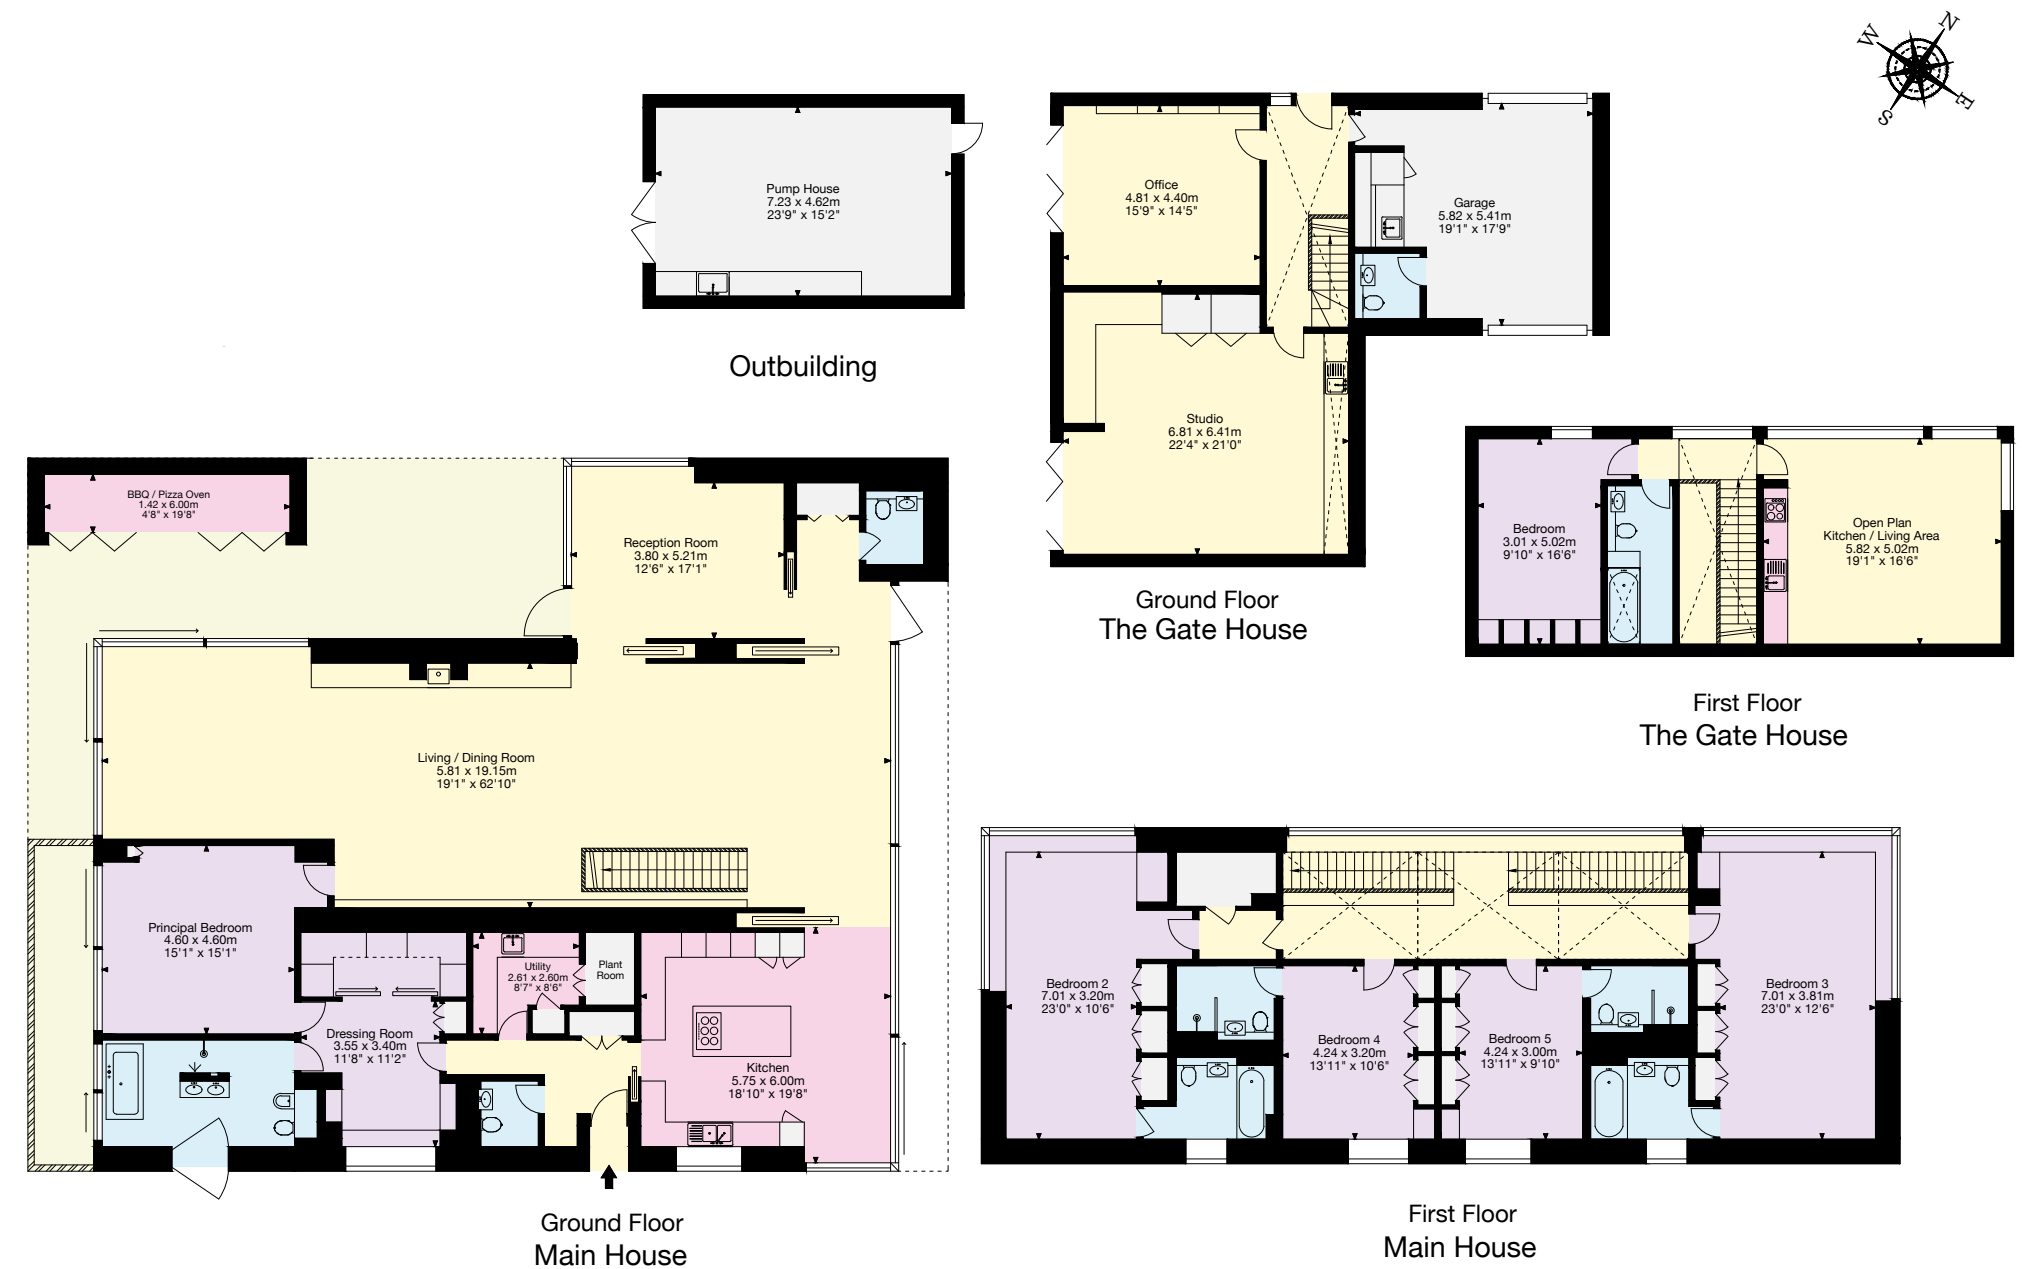 N
W
E
S
Pump House
7.23 x 4.62m
23'9" x 15'2"
Outbuilding
Office
4.81 x 4.40m
15'9" x 14'5"
Garage
5.82 x 5.41m
19'1" x 17'9"
Studio
6.81 x 6.41m
22'4" x 21'0"
Ground Floor
The Gate House
Bedroom
3.01 x 5.02m
9'10" x 16'6"
Open Plan
Kitchen / Living Area
5.82 x 5.02m
19'1" x 16'6"
First Floor
The Gate House
BBQ / Pizza Oven
1.42 x 6.00m
4'8" x 19'8"
Reception Room
3.80 x 5.21m
12'6" x 17'1"
Living / Dining Room
5.81 x 19.15m
19'1" x 62'10"
Principal Bedroom
4.60 x 4.60m
15'1" x 15'1"
Utility
2.61 x 2.60m
8'7" x 8'6"
Plant
Room
Dressing Room
3.55 x 3.40m
11'8" x 11'2"
Kitchen
5.75 x 6.00m
18'10" x 19'8"
Ground Floor
Main House
Bedroom 2
7.01 x 3.20m
23'0" x 10'6"
Bedroom 4
4.24 x 3.20m
13'11" x 10'6"
Bedroom 5
4.24 x 3.00m
13'11" x 9'10"
Bedroom 3
7.01 x 3.81m
23'0" x 12'6"
First Floor
Main House